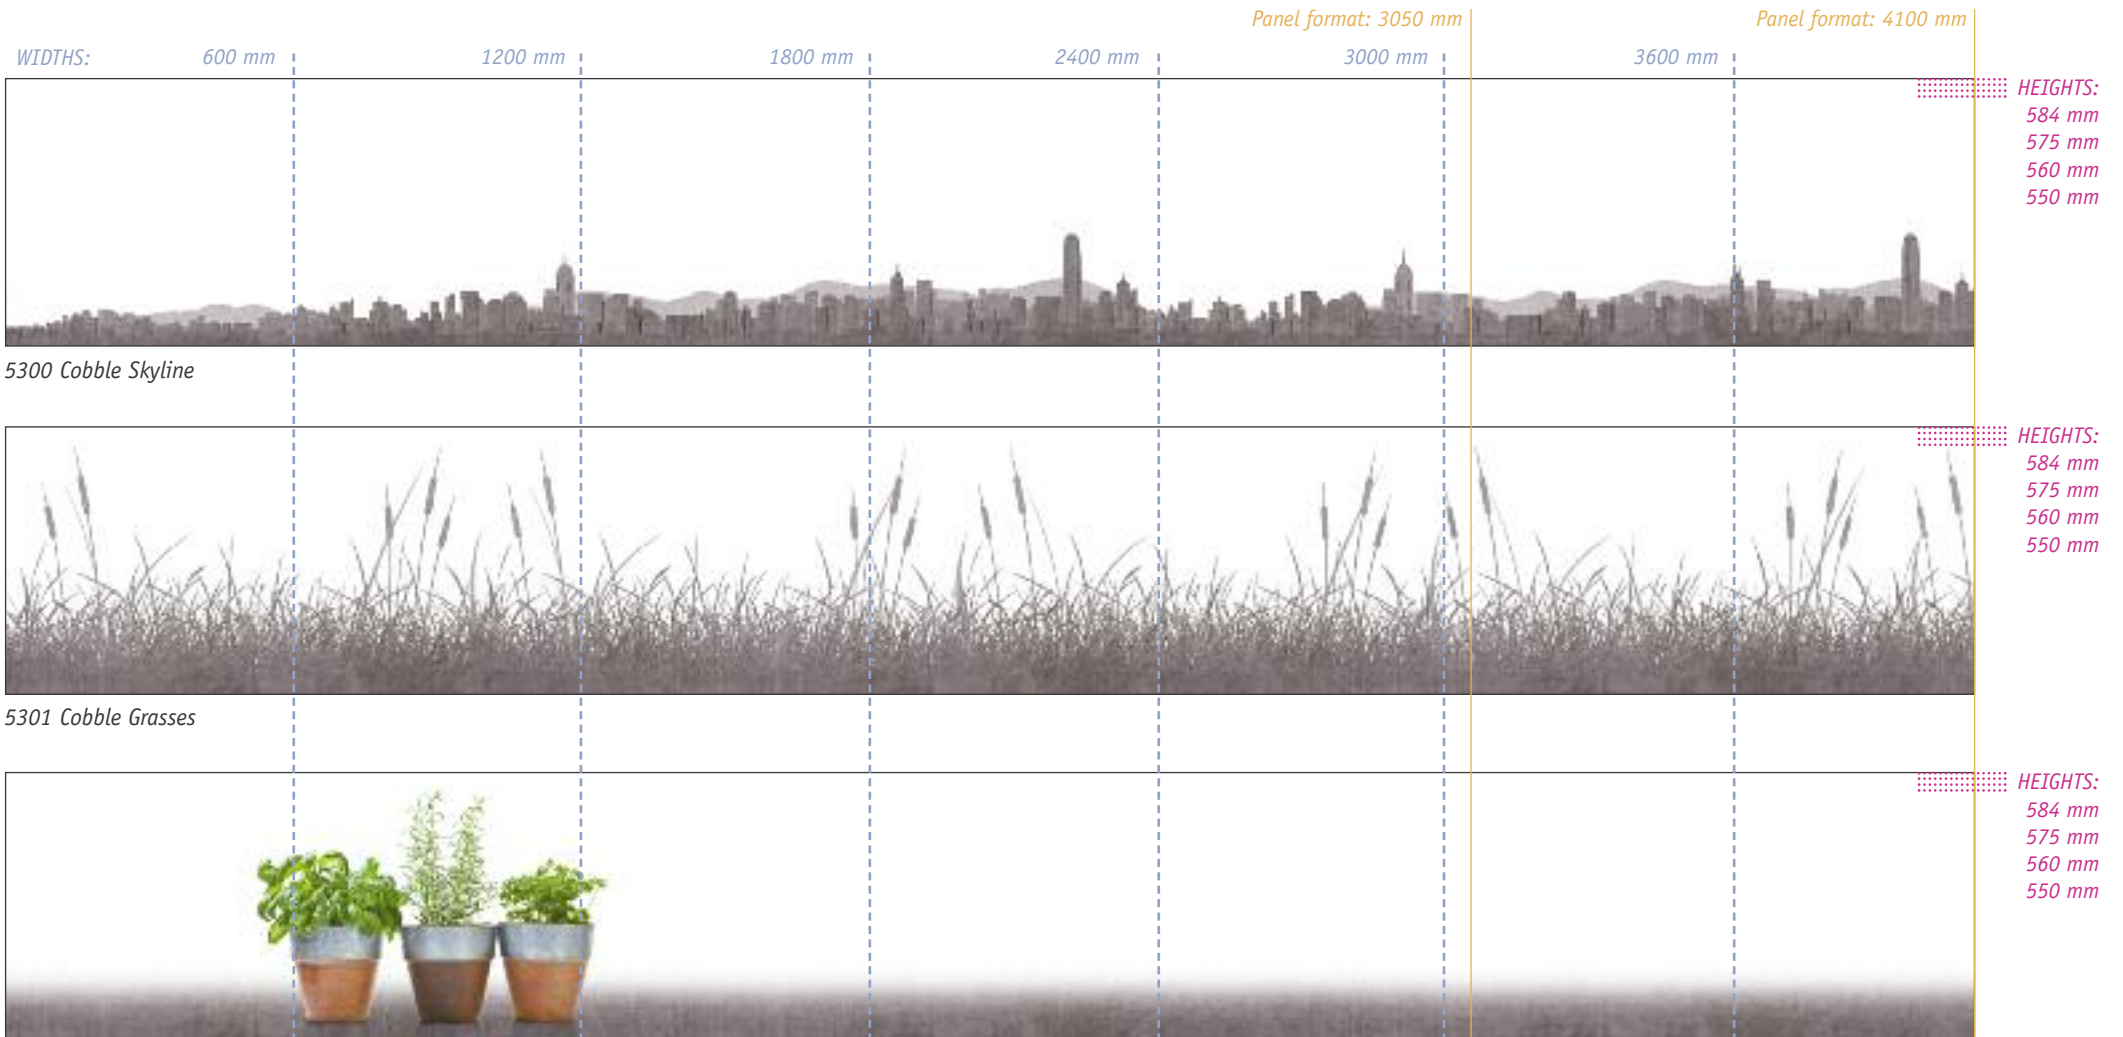 Panel format: 3050 mm
Panel format: 4100 mm
WIDTHS:
600 mm
1200 mm
1800 mm
2400 mm
3000 mm
3600 mm
HEIGHTS:
584 mm
575 mm
560 mm
550 mm
5300 Cobble Skyline
HEIGHTS:
584 mm
575 mm
560 mm
550 mm
5301 Cobble Grasses
HEIGHTS:
584 mm
575 mm
560 mm
550 mm